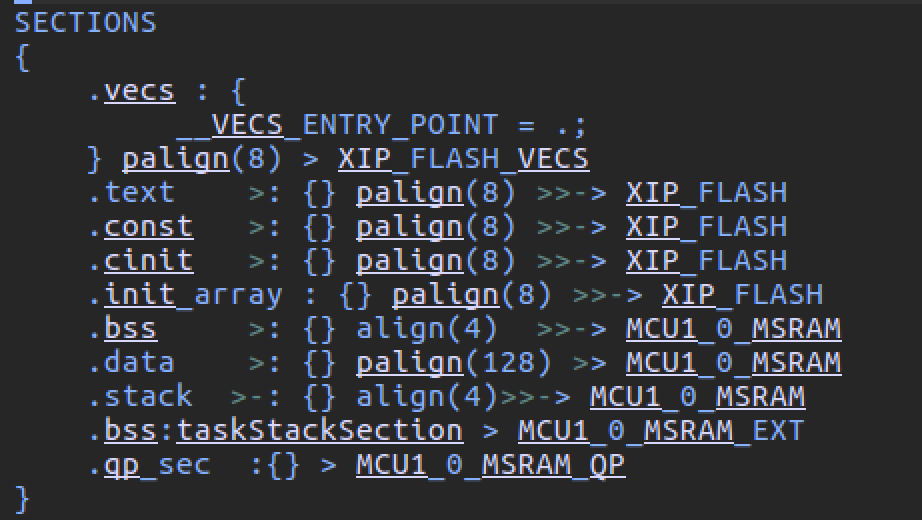 SECTIONS
{
.vecs : {
__VECS_ENTRY_POINT = .;
} palign(8) > XIP_FLASH_VECS
.text >: {} palign(8) >>-> XIP_FLASH
.const >: {} palign(8) >>-> XIP_FLASH
.cinit >: {} palign(8) >>-> XIP_FLASH
.init_array : {} palign(8) >>-> XIP_FLASH
.bss >: {} align(4) >>-> MCU1_0_MSRAM
.data >: {} palign(128) >> MCU1_0_MSRAM
.stack >-: {} align(4)>>-> MCU1_0_MSRAM
.bss:taskStackSection > MCU1_0_MSRAM_EXT
.qp_sec :{} > MCU1_0_MSRAM_QP
}